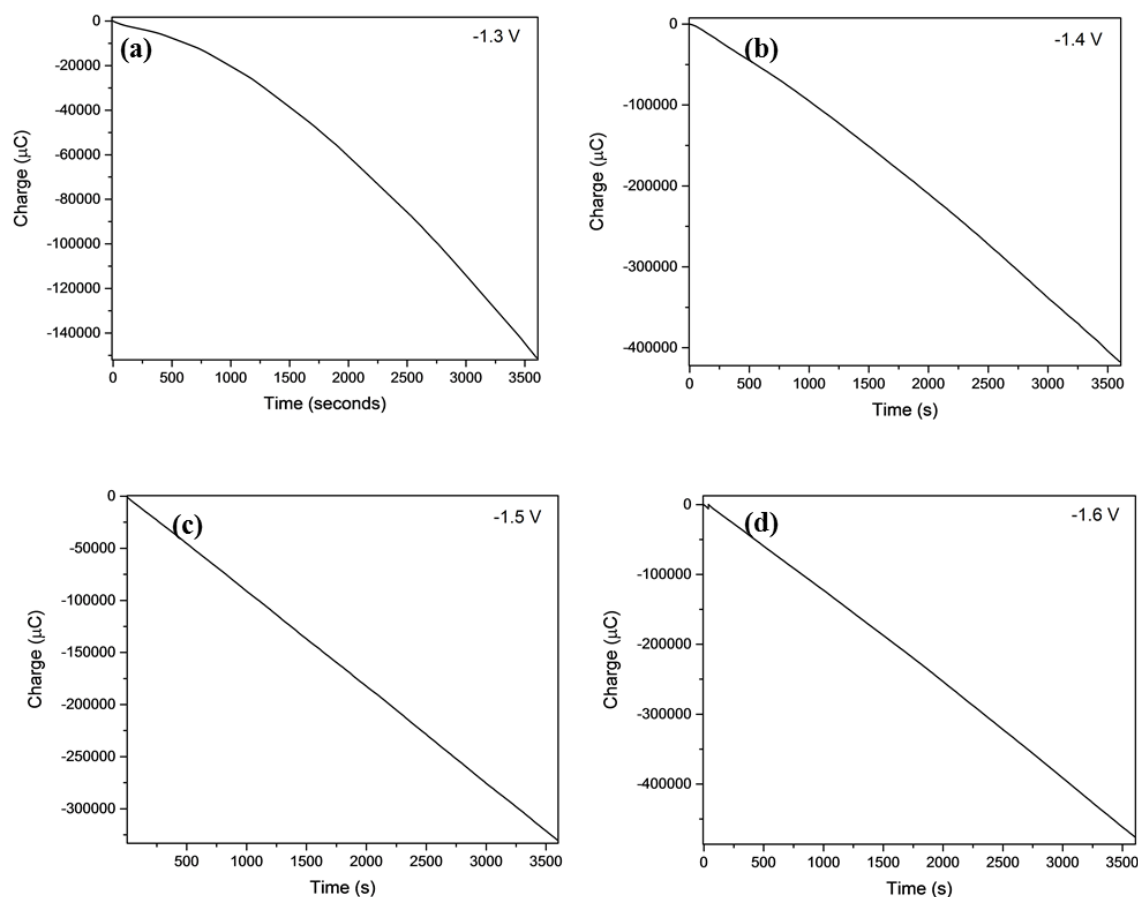 (a)
-1.3 V
0
-20000
-40000
-60000
-80000
-100000
-120000
-140000
Charge (μC)
0 500 1000 1500 2000 2500 3000 3500
Time (seconds)
(b)
-1.4 V
0
-100000
-200000
-300000
-400000
Charge (μC)
0 500 1000 1500 2000 2500 3000 3500
Time (s)
(c)
-1.5 V
0
-50000
-100000
-150000
-200000
-250000
-300000
Charge (μC)
500 1000 1500 2000 2500 3000 3500
Time (s)
(d)
-1.6 V
0
-100000
-200000
-300000
-400000
Charge (μC)
0 500 1000 1500 2000 2500 3000 3500
Time (s)